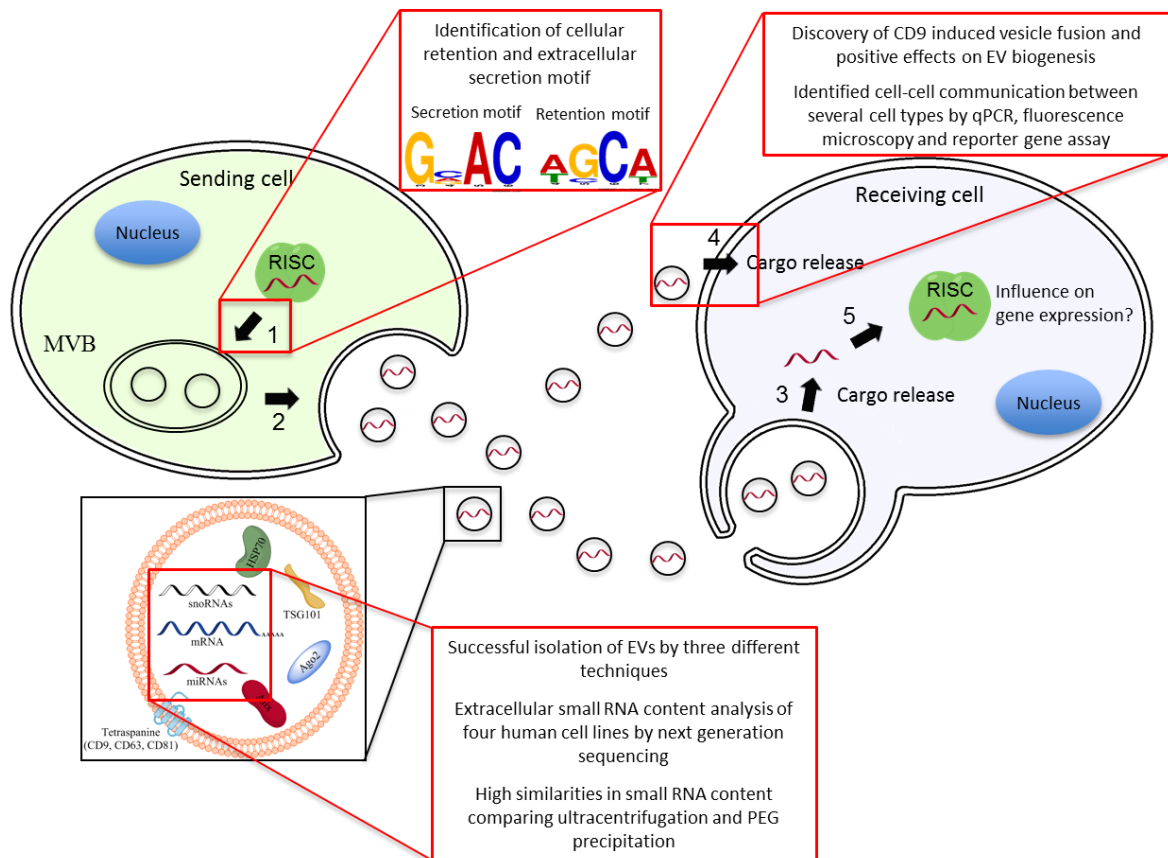 Identification of cellular
retention and extracellular
secretion motif
Secretion motif
Retention motif
G AC
AGCA
Discovery of CD9 induced vesicle fusion and
positive effects on EV biogenesis
Identified cell-cell communication between
several cell types by qPCR, fluorescence
microscopy and reporter gene assay
Sending cell
Nucleus
RISC
1
MVB
2
Receiving cell
4
Cargo release
RISC
Influence on
gene expression?
5
3
Cargo release
Nucleus
HSP70
snoRNAs
TSG101
mRNA
AAAAA
Ago2
miRNAs
Tetraspanine
(CD9, CD63, CD81)
Successful isolation of EVs by three different
techniques
Extracellular small RNA content analysis of
four human cell lines by next generation
sequencing
High similarities in small RNA content
comparing ultracentrifugation and PEG
precipitation